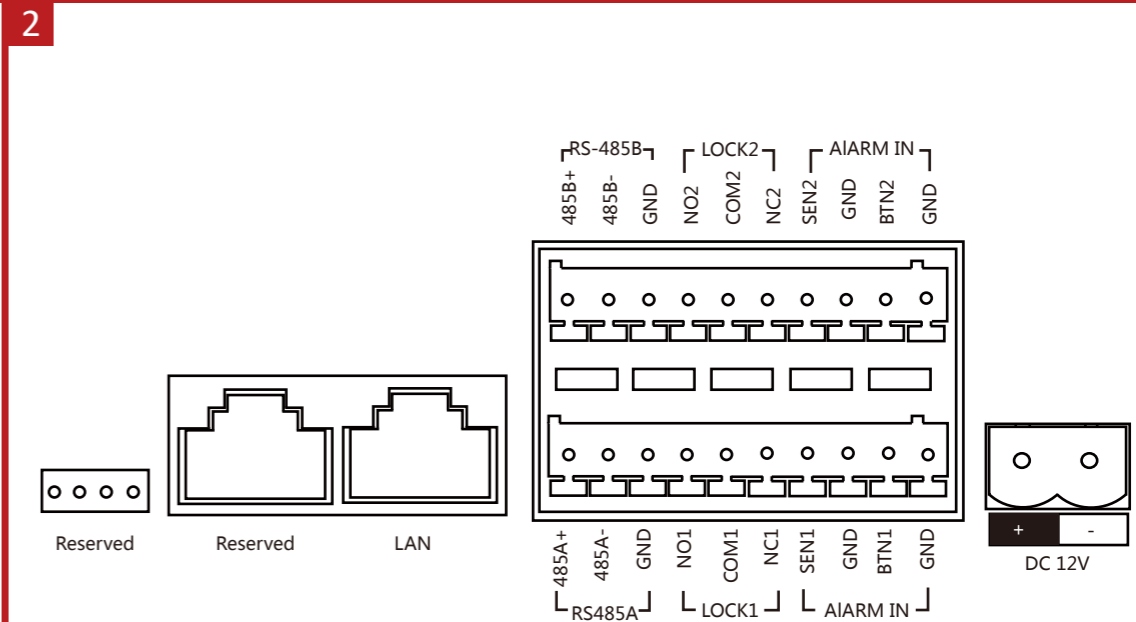 2
RS-485B LOCK2 AlARM IN
485B+ 485B- GND NO2 COM2 NC2 SEN2 GND BTN2 GND
Reserved Reserved LAN
485A+ 485A- GND NO1 COM1 NC1 SEN1 GND BTN1 GND
RS485A LOCK1 AlARM IN
+ -
DC 12V